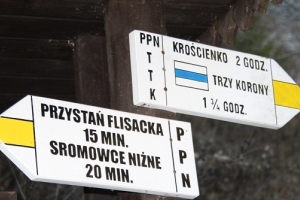 PPN
TTK
KROŚCIENKO 2 GODZ.
TRZY KORONY
1 3/4 GODZ.
PRZYSTAŃ FLISACKA
15 MIN.
SROMOWCE NIŻNE
20 MIN.
PPN